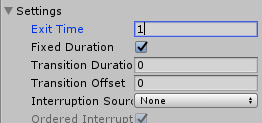 Settings
Exit Time 1
Fixed Duration
Transition Duratio 0
Transition Offset 0
Interruption Sourc None
Ordered Interrupt